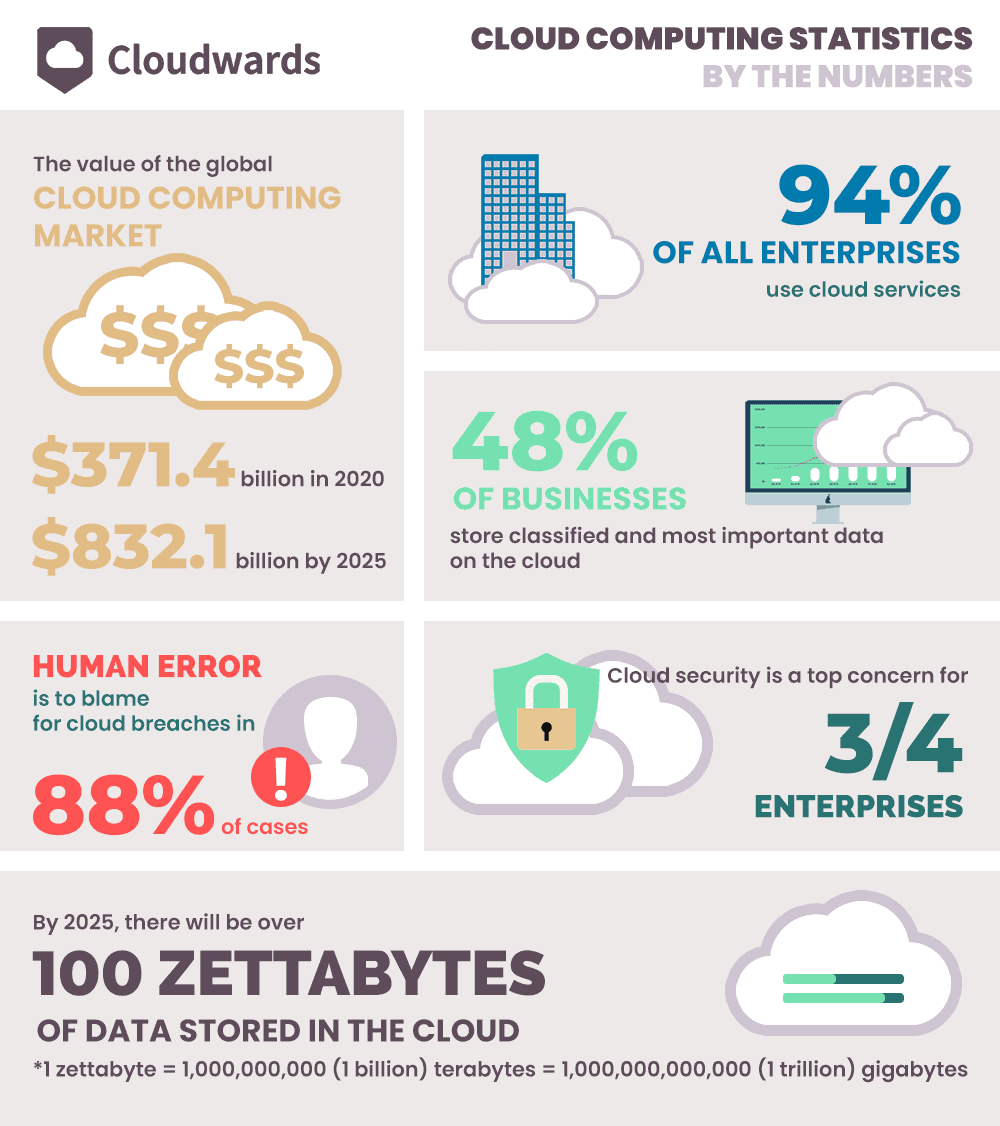 Cloudwards
CLOUD COMPUTING STATISTICS
BY THE NUMBERS
The value of the global
CLOUD COMPUTING
MARKET
$$$
$$$
$371.4 billion in 2020
$832.1 billion by 2025
94%
OF ALL ENTERPRISES
use cloud services
48%
OF BUSINESSES
store classified and most important data
on the cloud
HUMAN ERROR
is to blame
for cloud breaches in
!
88% of cases
Cloud security is a top concern for
3/4
ENTERPRISES
By 2025, there will be over
100 ZETTABYTES
OF DATA STORED IN THE CLOUD
*1 zettabyte = 1,000,000,000 (1 billion) terabytes = 1,000,000,000,000 (1 trillion) gigabytes